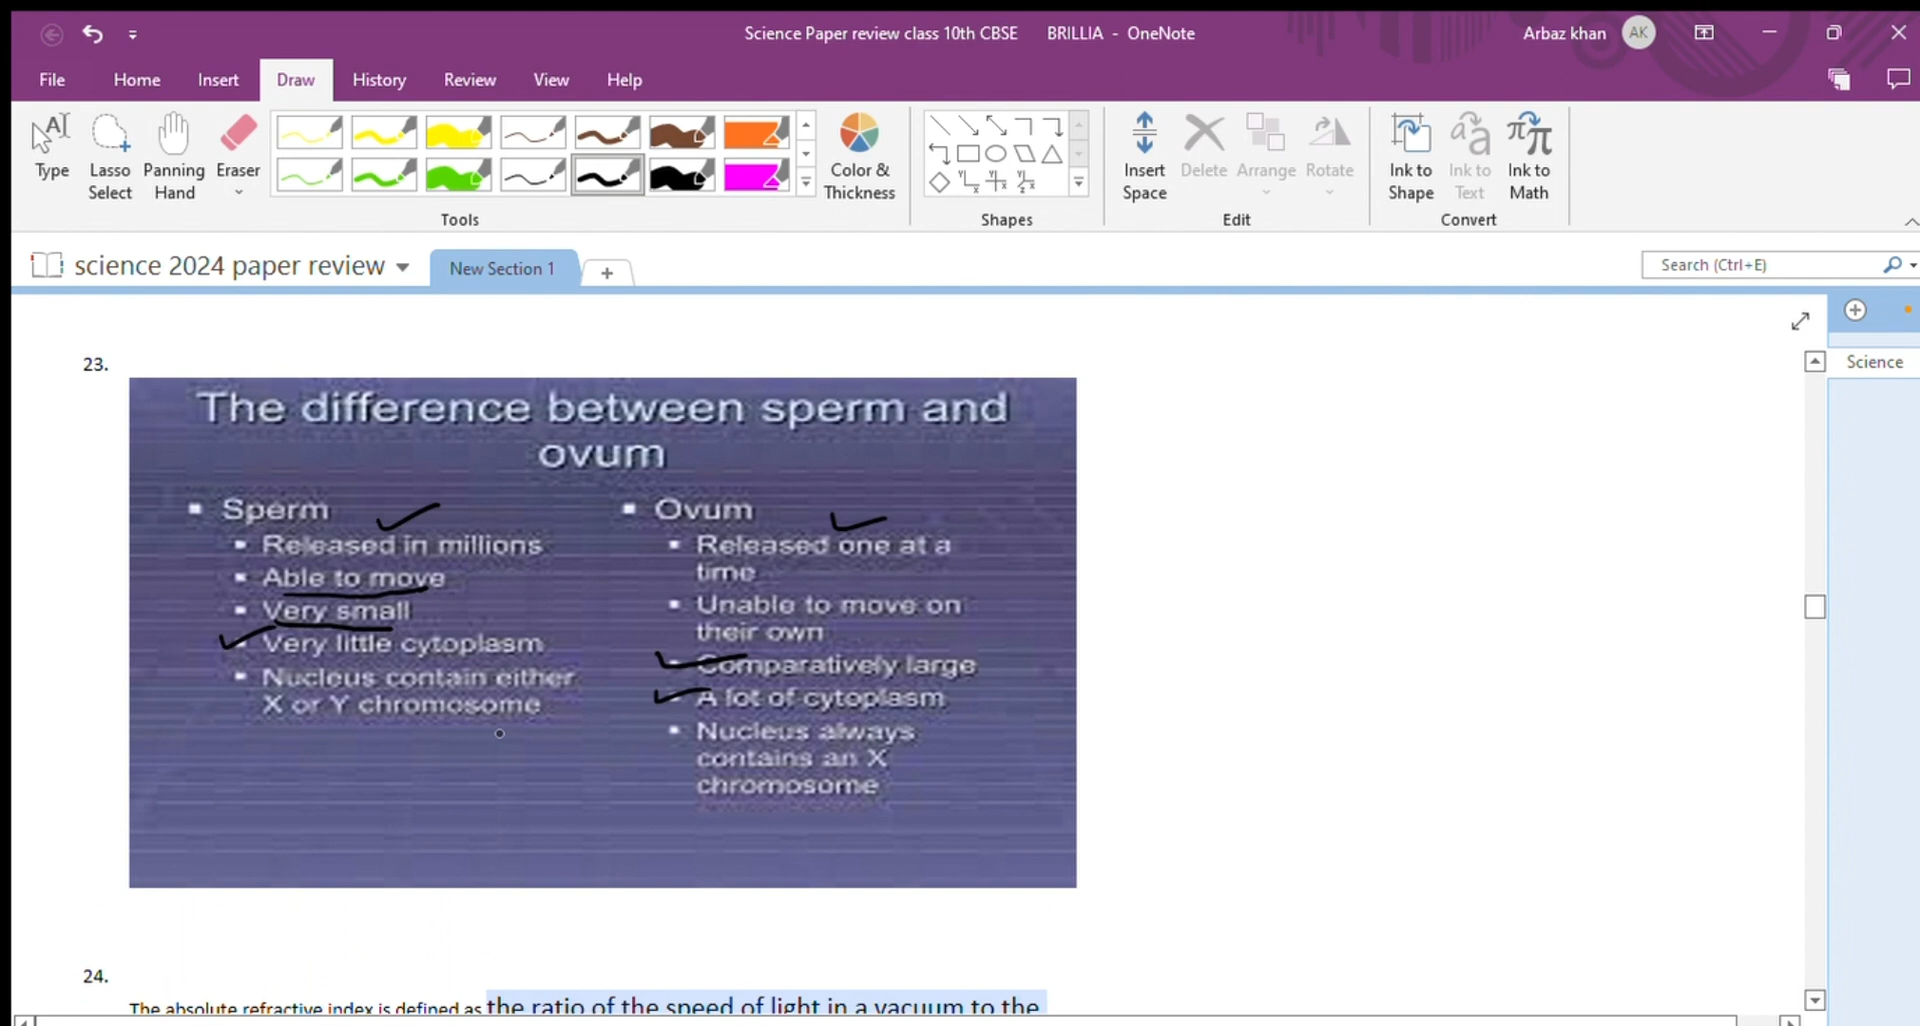 Science Paper review class 10th CBSE BRILLIA - OneNote
Arbaz khan AK
File Home Insert Draw History Review View Help
Type
Lasso Select
Panning Hand
Eraser
Color & Thickness
Insert Space
Delete
Arrange
Rotate
Ink to Shape
Ink to Text
Ink to Math
Tools
Shapes
Edit
Convert
science 2024 paper review
New Section 1
Search (Ctrl+E)
Science
23.
The difference between sperm and
ovum
Sperm
Released in millions
Able to move
Very small
Very little cytoplasm
Nucleus contain either
X or Y chromosome
Ovum
Released one at a
time
Unable to move on
their own
Comparatively large
A lot of cytoplasm
Nucleus always
contains an X
chromosome
24.
The absolute refractive index is defined as the ratio of the speed of light in a vacuum to the